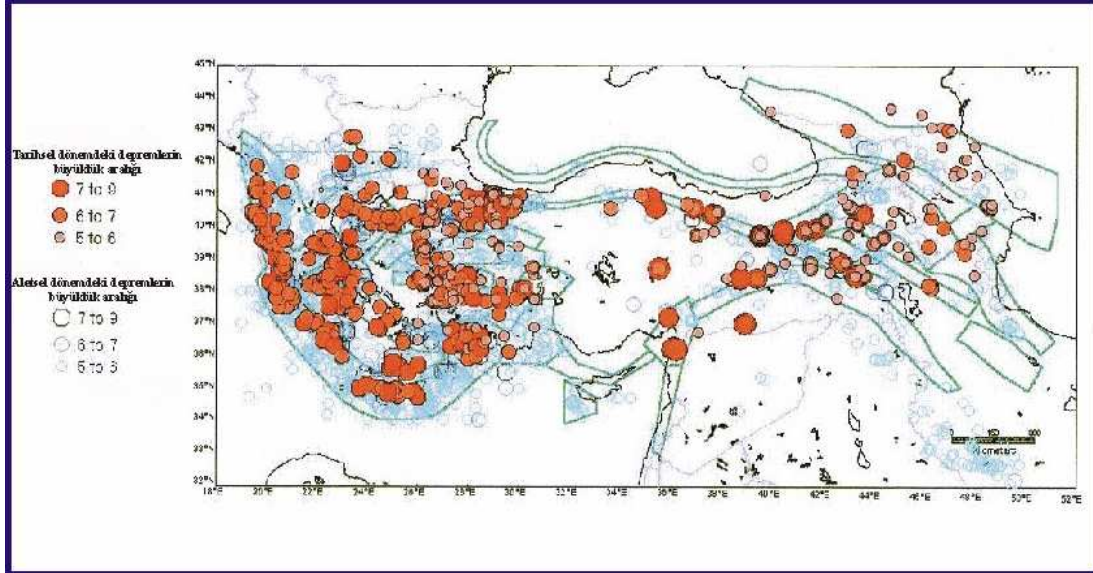 Tarihsel dönemdeki depremlerin
büyüklük aralığı
7 to 9
6 to 7
5 to 6
Aletsel dönemdeki depremlerin
büyüklük aralığı
7 to 9
6 to 7
5 to 6
45°N
44°N
43°N
42°N
41°N
40°N
39°N
38°N
37°N
36°N
35°N
34°N
33°N
32°N
18°E 20°E 22°E 24°E 26°E 28°E 30°E 32°E 34°E 36°E 38°E 40°E 42°E 44°E 46°E 48°E 50°E 52°E
kilometers